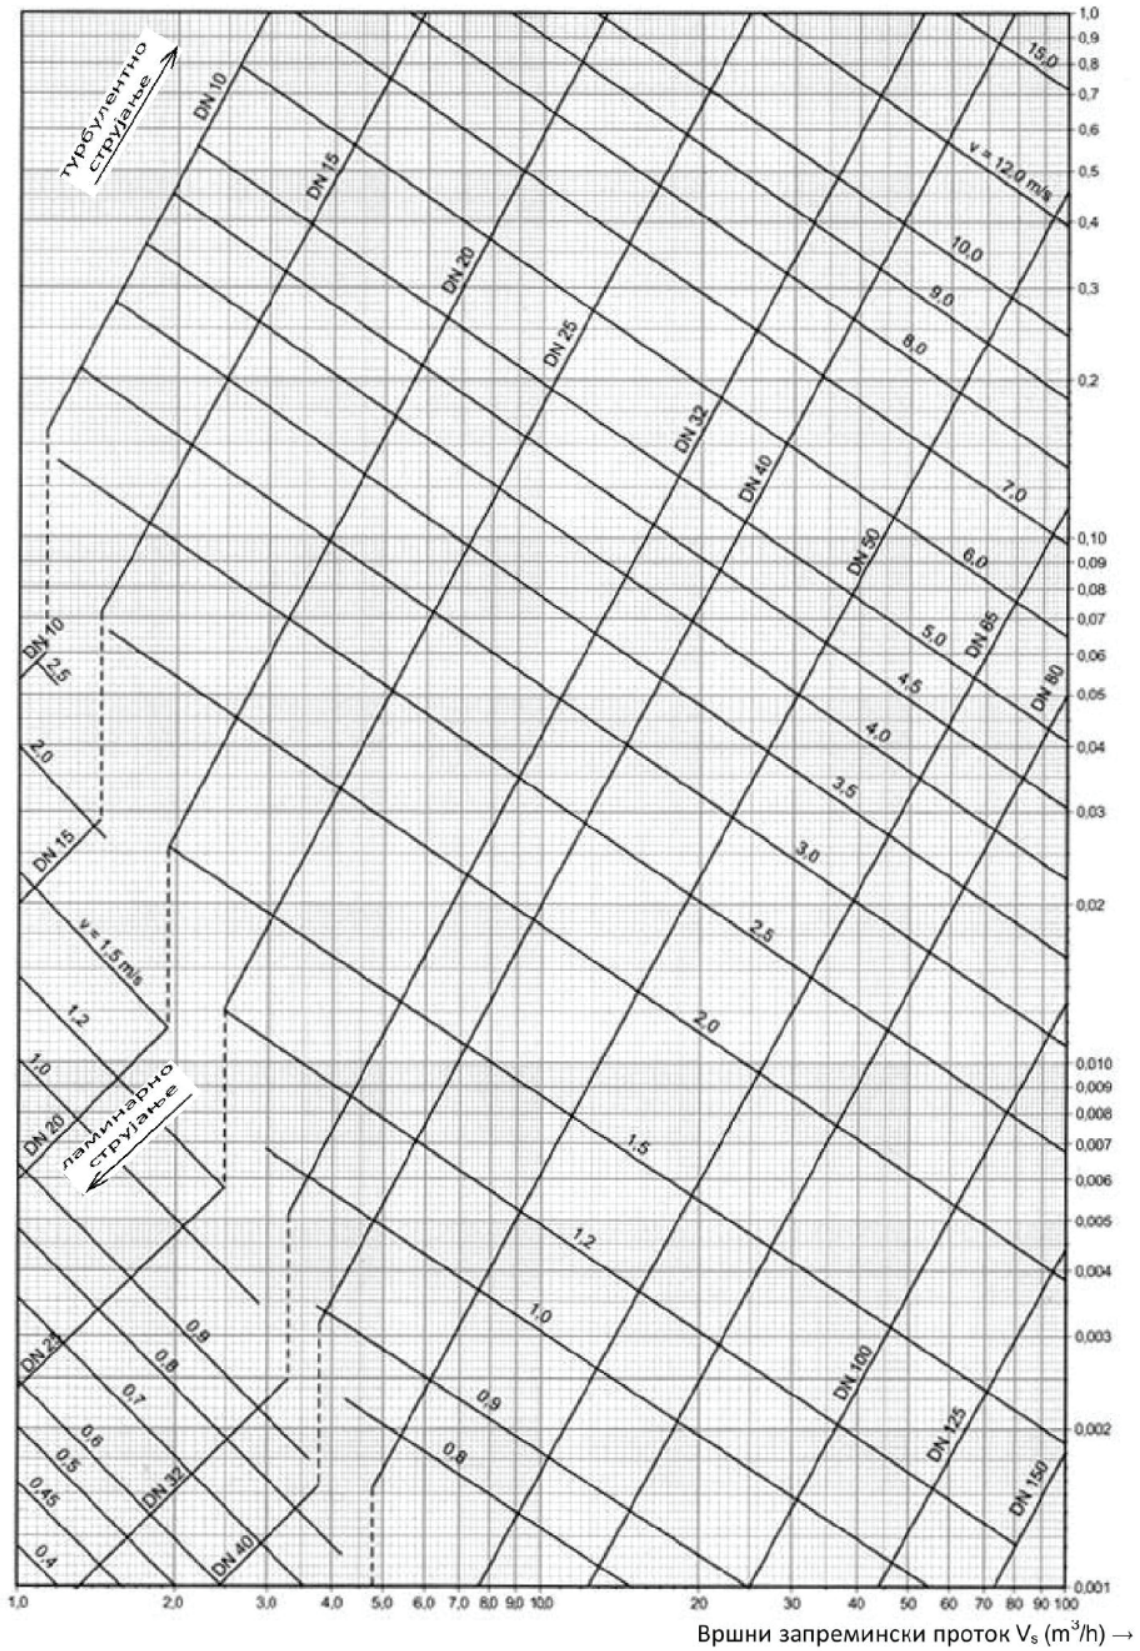 турбулентно
струјање
DN 10
DN 15
DN 20
DN 25
DN 32
DN 40
DN 50
DN 65
DN 80
DN 100
DN 125
DN 150
15,0
v = 12,0 m/s
10,0
9,0
8,0
7,0
6,0
5,0
4,5
4,0
3,5
3,0
2,5
2,0
1,5
1,2
1,0
0,9
0,8
DN 10
2,5
2,0
DN 15
v = 1,5 m/s
1,2
1,0
DN 20
ламинарно
струјање
DN 25
0,9
0,8
0,7
0,6
0,5
0,45
0,4
DN 32
DN 40
1,0
0,9
0,8
0,7
0,6
0,5
0,4
0,3
0,2
0,10
0,09
0,08
0,07
0,06
0,05
0,04
0,03
0,02
0,010
0,009
0,008
0,007
0,006
0,005
0,004
0,003
0,002
0,001
1,0 2,0 3,0 4,0 5,0 6,0 7,0 8,0 9,0 10,0 20 30 40 50 60 70 80 90 100
Вршни запремински проток Vₛ (m³/h) →